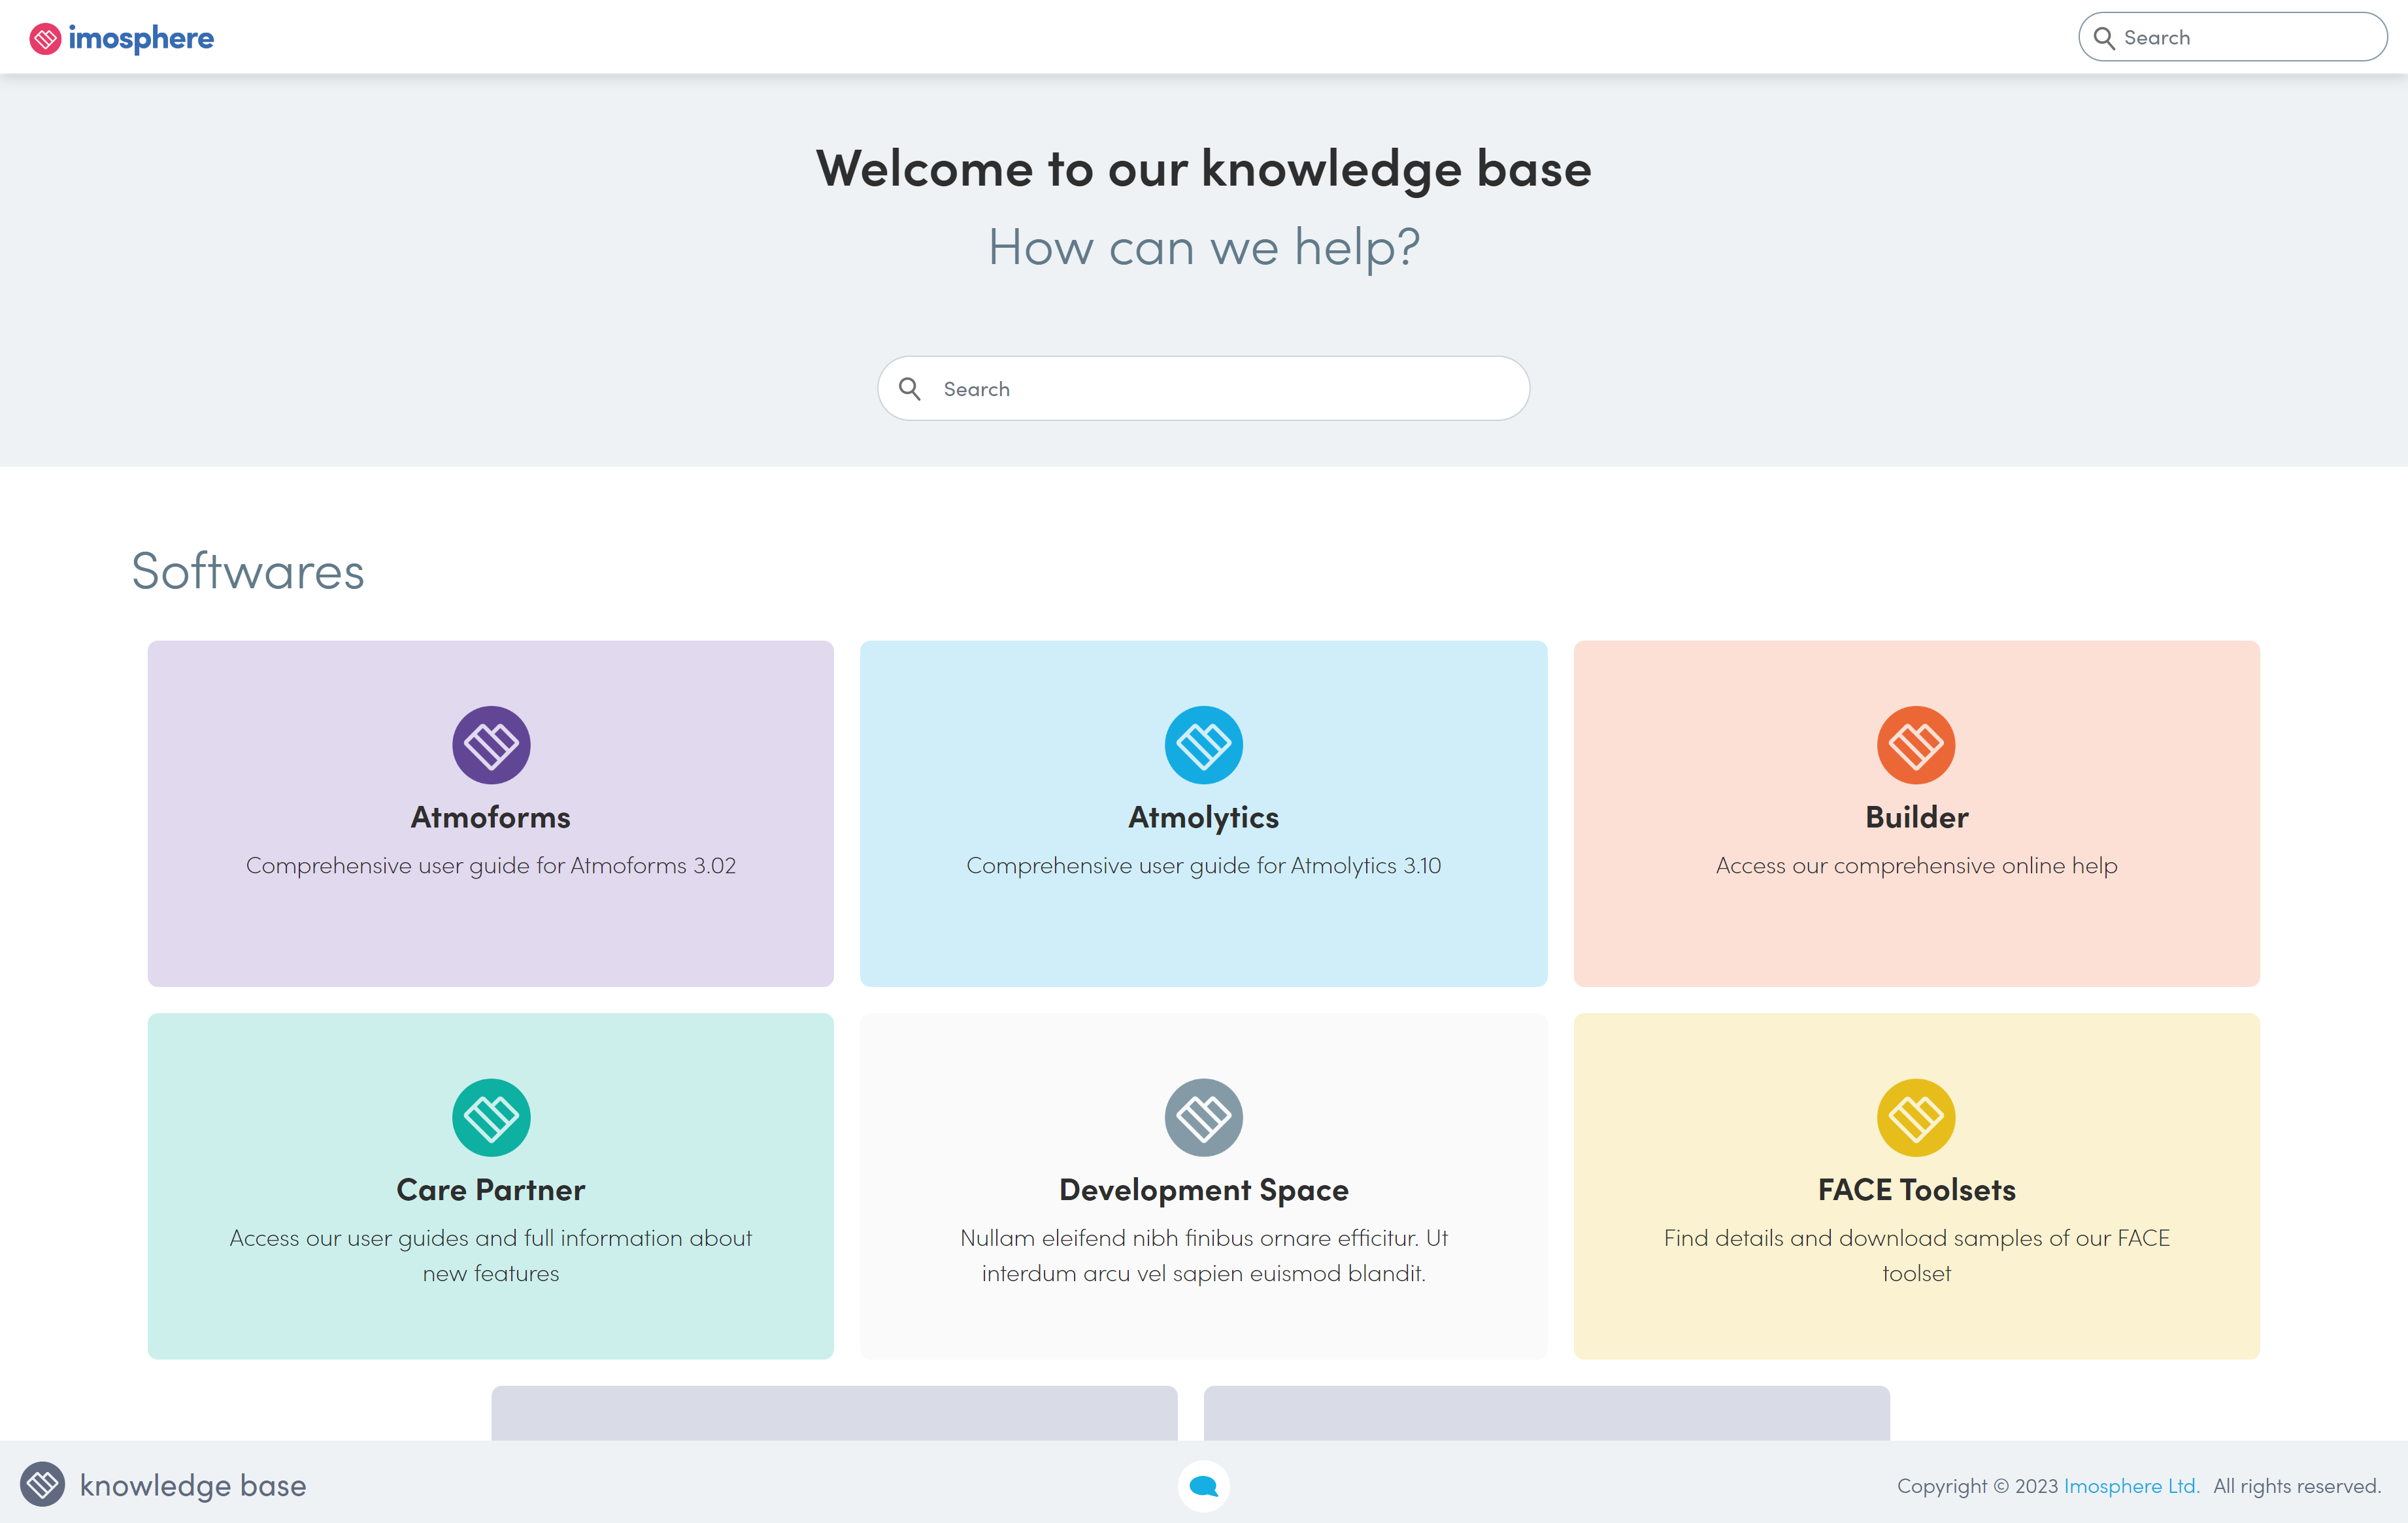 imosphere
Search
Welcome to our knowledge base
How can we help?
Search
Softwares
Atmoforms
Comprehensive user guide for Atmoforms 3.02
Atmolytics
Comprehensive user guide for Atmolytics 3.10
Builder
Access our comprehensive online help
Care Partner
Access our user guides and full information about
new features
Development Space
Nullam eleifend nibh finibus ornare efficitur. Ut
interdum arcu vel sapien euismod blandit.
FACE Toolsets
Find details and download samples of our FACE
toolset
knowledge base
Copyright © 2023 Imosphere Ltd. All rights reserved.